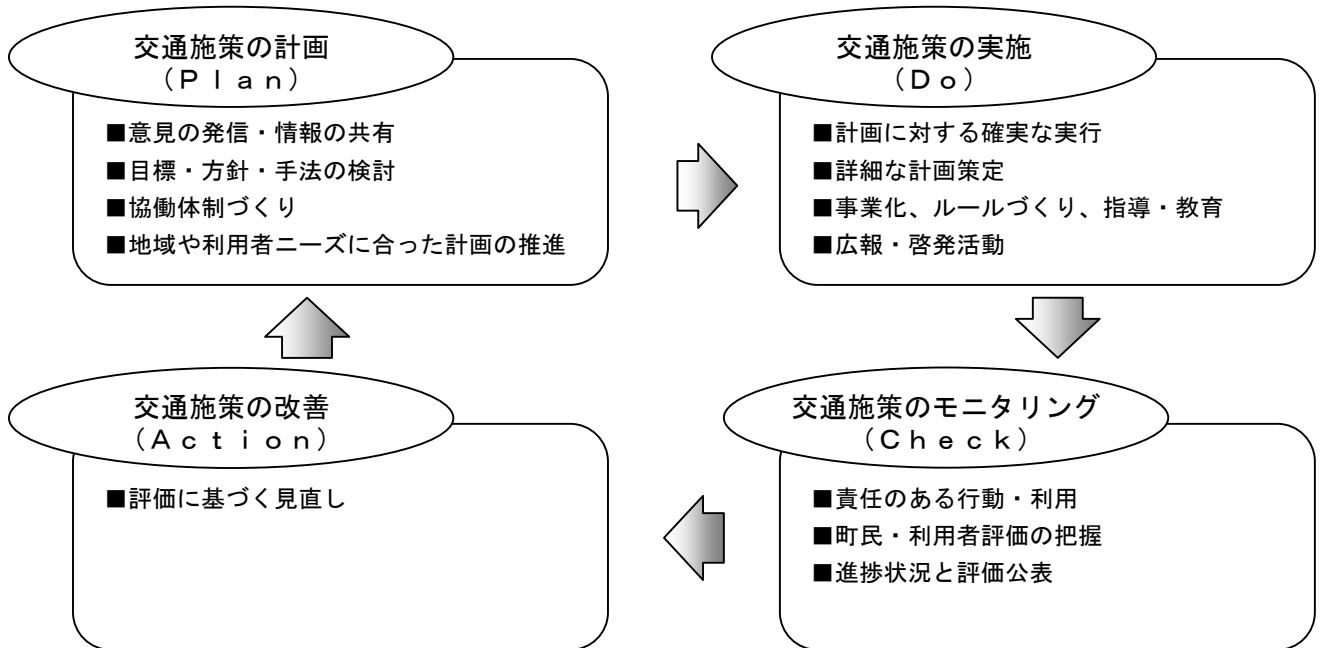 交通施策の計画
（Ｐｌａｎ）
■意見の発信・情報の共有
■目標・方針・手法の検討
■協働体制づくり
■地域や利用者ニーズに合った計画の推進
交通施策の実施
（Ｄｏ）
■計画に対する確実な実行
■詳細な計画策定
■事業化、ルールづくり、指導・教育
■広報・啓発活動
交通施策の改善
（Ａｃｔｉｏｎ）
■評価に基づく見直し
交通施策のモニタリング
（Ｃｈｅｃｋ）
■責任のある行動・利用
■町民・利用者評価の把握
■進捗状況と評価公表